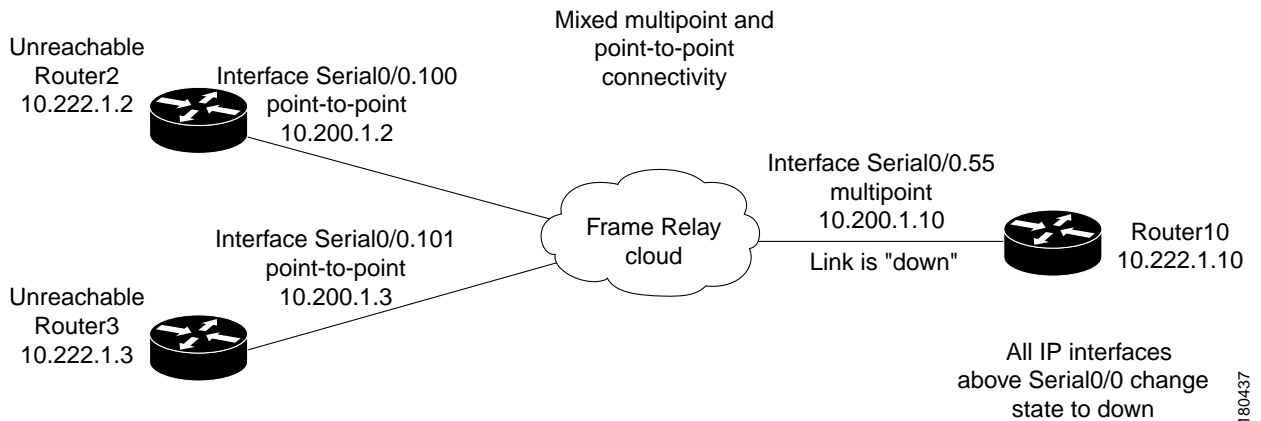 Mixed multipoint and
point-to-point
connectivity
Unreachable
Router2
10.222.1.2
Interface Serial0/0.100
point-to-point
10.200.1.2
Interface Serial0/0.55
multipoint
10.200.1.10
Link is "down"
Frame Relay
cloud
Router10
10.222.1.10
Interface Serial0/0.101
point-to-point
10.200.1.3
Unreachable
Router3
10.222.1.3
All IP interfaces
above Serial0/0 change
state to down
180437